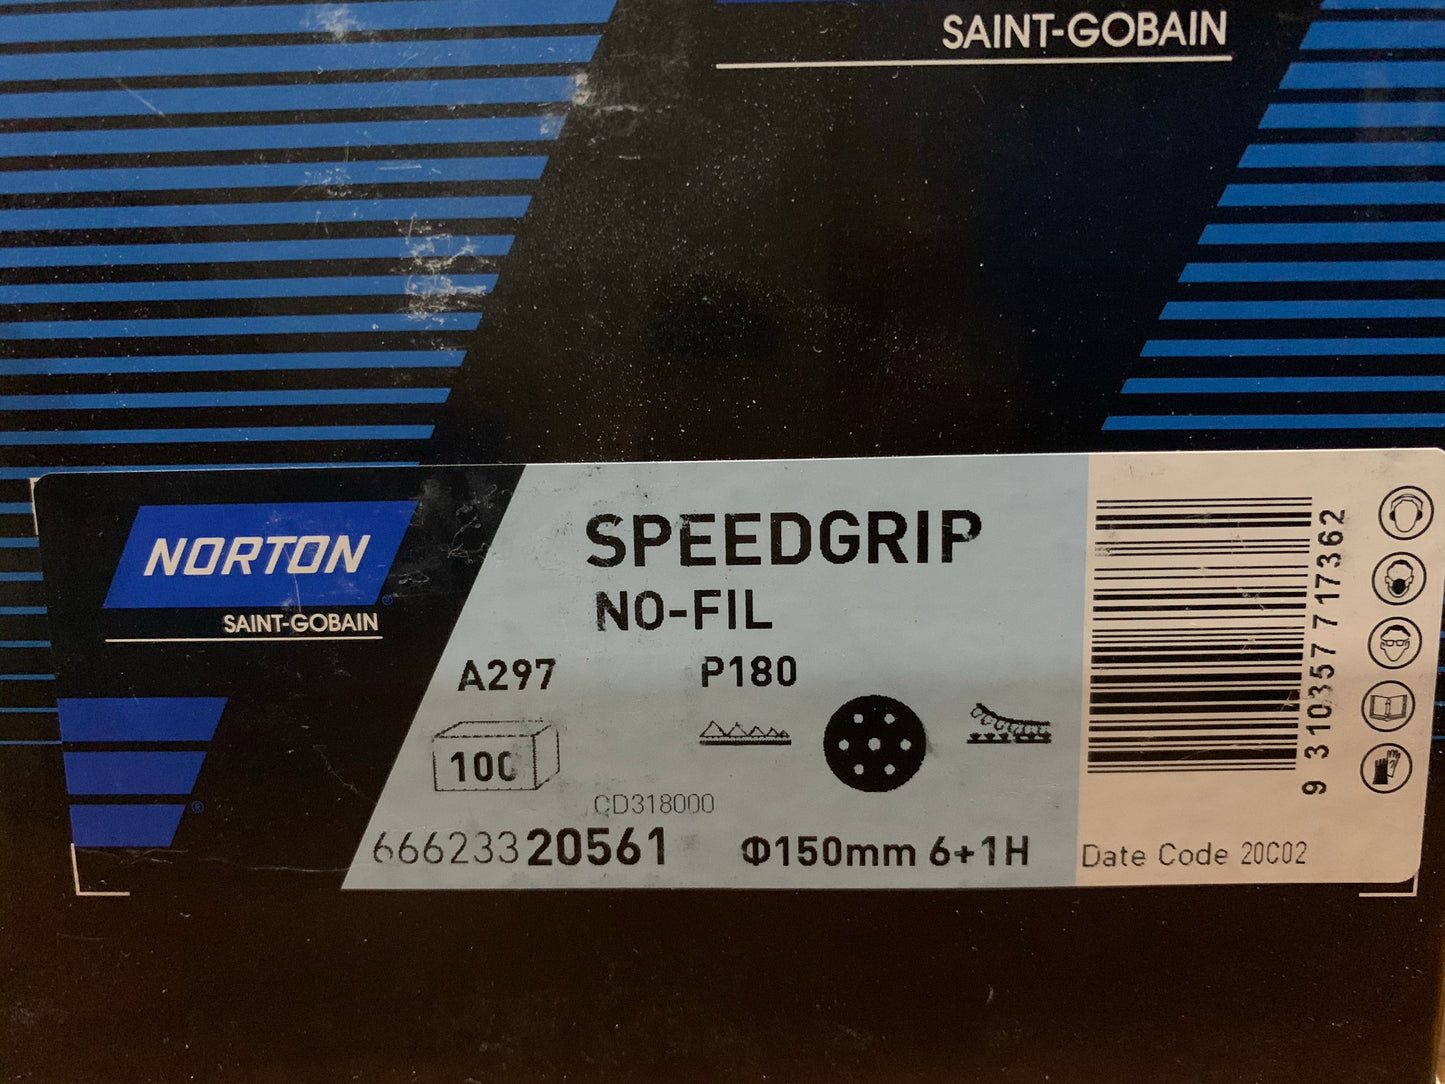 SAINT-GOBAIN
NORTON
SAINT-GOBAIN
®
®
SPEEDGRIP
NO-FIL
A297
P180
100
CD318000
66623320561
Φ150mm 6+1H
9 310357 717362
Date Code 20C02